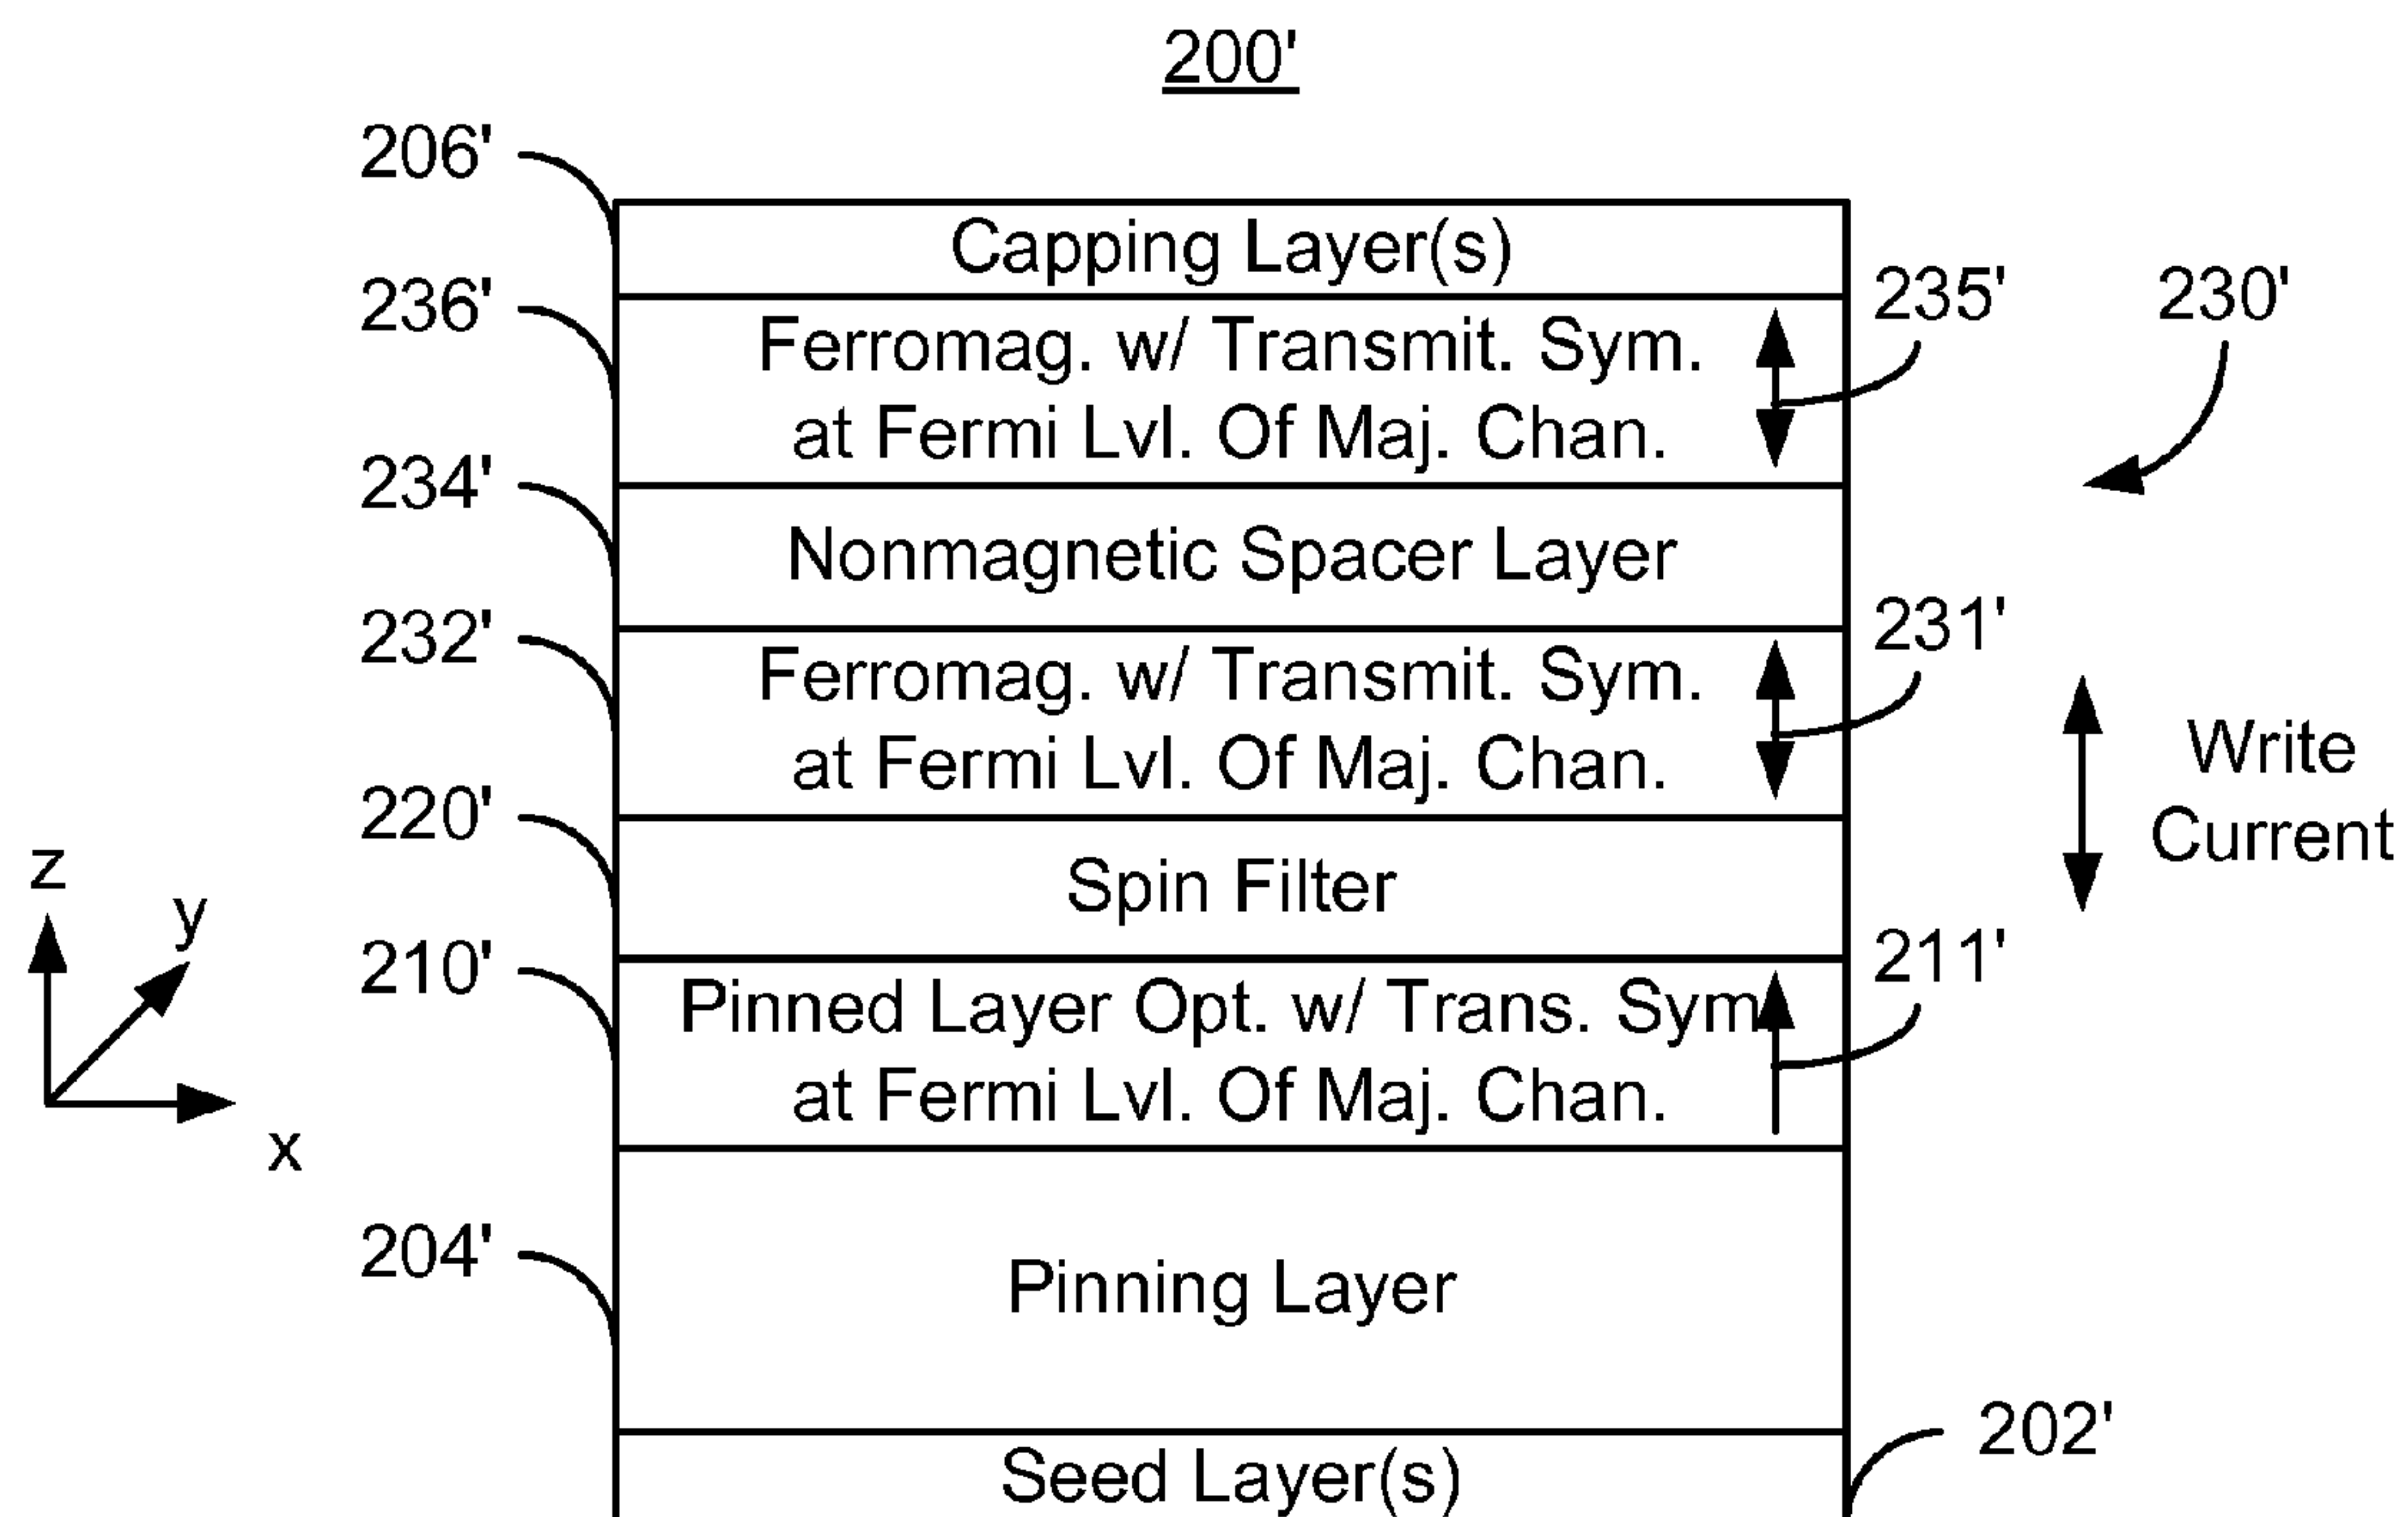 200'
206'
Capping Layer(s)
236'
Ferromag. w/ Transmit. Sym.
at Fermi Lvl. Of Maj. Chan.
235'
230'
234'
Nonmagnetic Spacer Layer
232'
Ferromag. w/ Transmit. Sym.
at Fermi Lvl. Of Maj. Chan.
231'
Write
Current
220'
Spin Filter
z
y
x
210'
Pinned Layer Opt. w/ Trans. Sym
at Fermi Lvl. Of Maj. Chan.
211'
204'
Pinning Layer
202'
Seed Layer(s)